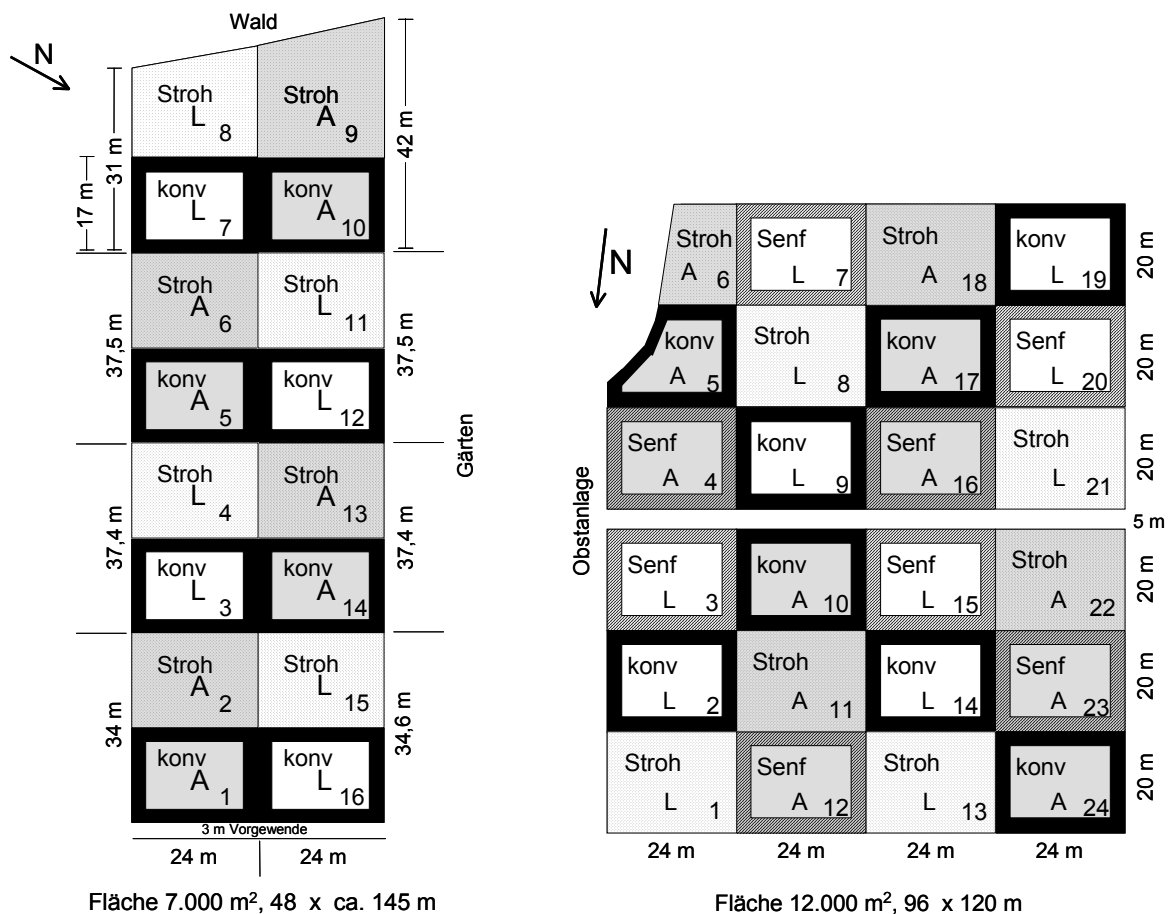 Wald
N
Stroh
L
8
Stroh
A
9
31 m
42 m
17 m
konv
L
7
konv
A
10
Stroh
A
6
Stroh
L
11
37,5 m
37,5 m
konv
A
5
konv
L
12
Gärten
Stroh
L
4
Stroh
A
13
37,4 m
37,4 m
konv
L
3
konv
A
14
Stroh
A
2
Stroh
L
15
34 m
34,6 m
konv
A
1
konv
L
16
3 m Vorgewende
24 m
24 m
Fläche 7.000 m², 48 x ca. 145 m
N
Stroh
A 6
Senf
L 7
Stroh
A 18
konv
L 19
20 m
konv
A 5
Stroh
L 8
konv
A 17
Senf
L 20
20 m
Senf
A 4
konv
L 9
Senf
A 16
Stroh
L 21
20 m
Obstanlage
5 m
Senf
L 3
konv
A 10
Senf
L 15
Stroh
A 22
20 m
konv
L 2
Stroh
A 11
konv
L 14
Senf
A 23
20 m
Stroh
L 1
Senf
A 12
Stroh
L 13
konv
A 24
20 m
24 m
24 m
24 m
24 m
Fläche 12.000 m², 96 x 120 m